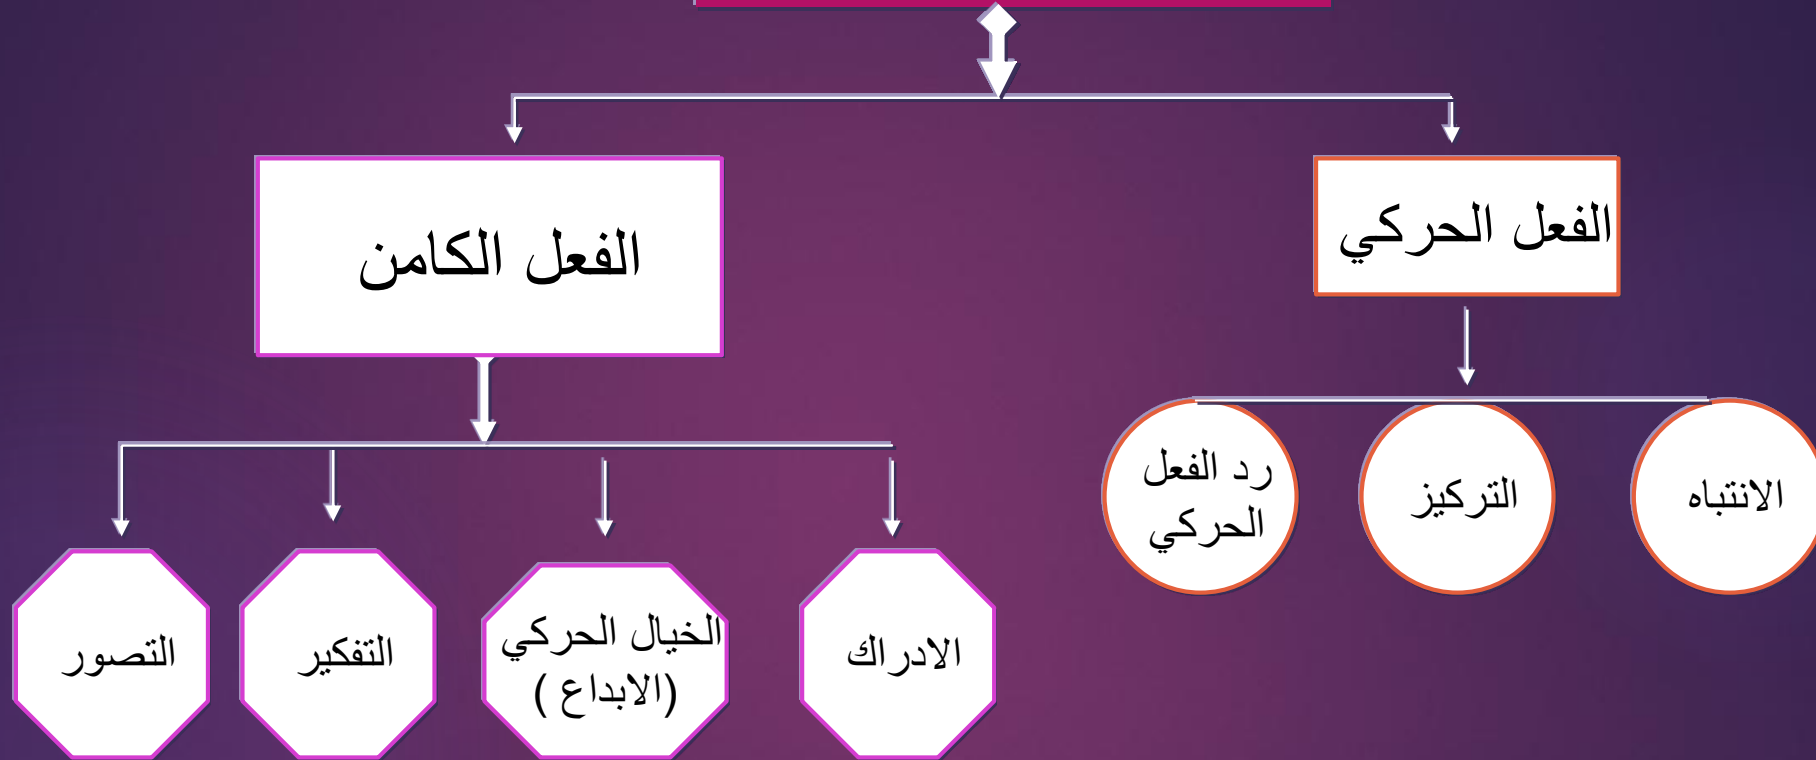 الفعل الحركي
الفعل الكامن
الانتباه
التركيز
رد الفعل
الحركي
الادراك
الخيال الحركي
(الابداع )
التفكير
التصور